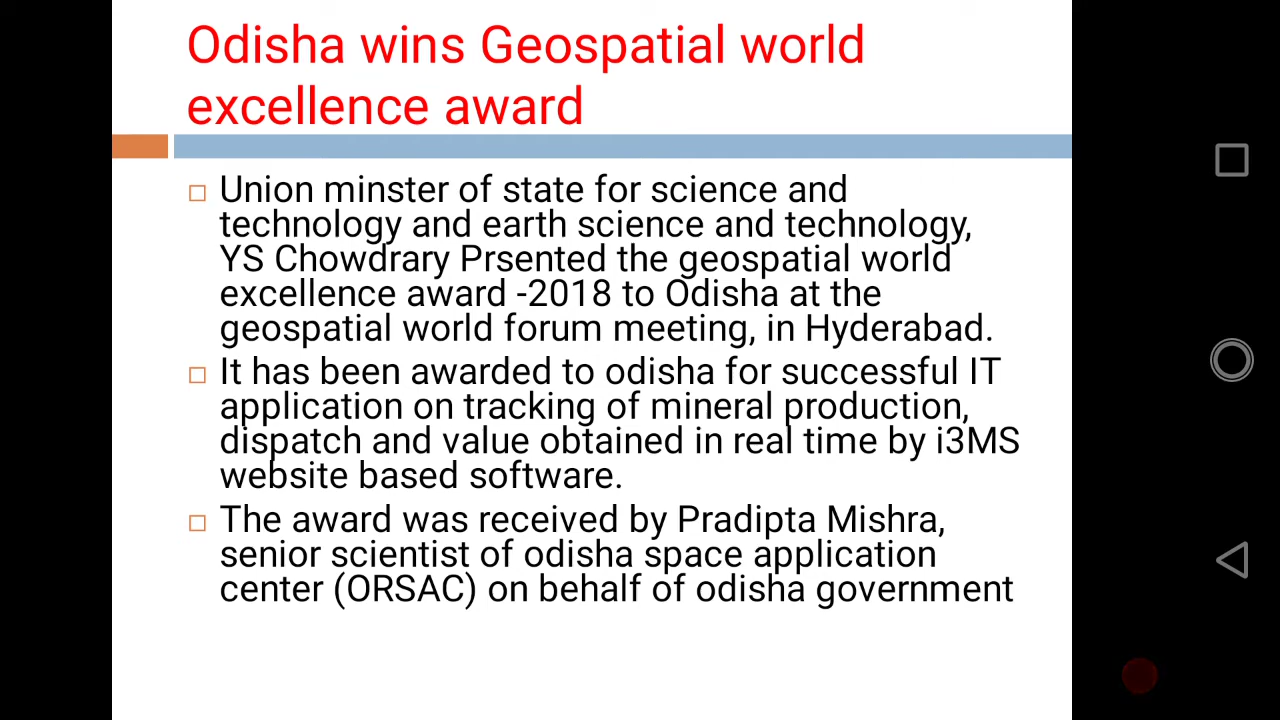 Odisha wins Geospatial world
excellence award
Union minster of state for science and
technology and earth science and technology,
YS Chowdrary Prsented the geospatial world
excellence award -2018 to Odisha at the
geospatial world forum meeting, in Hyderabad.
It has been awarded to odisha for successful IT
application on tracking of mineral production,
dispatch and value obtained in real time by i3MS
website based software.
The award was received by Pradipta Mishra,
senior scientist of odisha space application
center (ORSAC) on behalf of odisha government